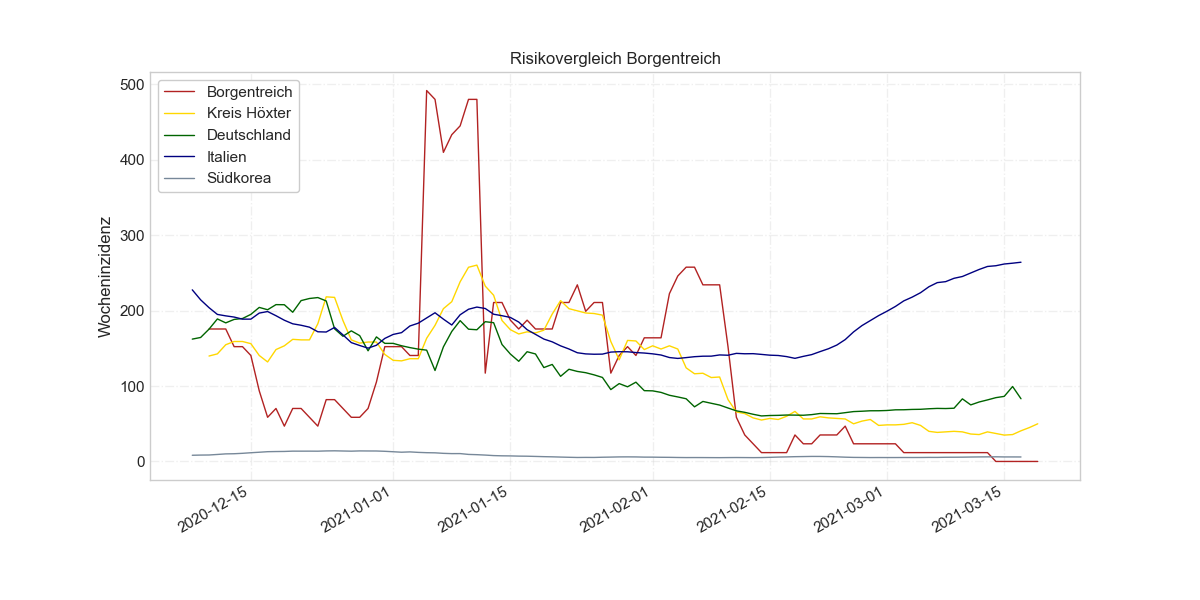 Risikovergleich Borgentreich
Borgentreich
Kreis Höxter
Deutschland
Italien
Südkorea
Wocheninzidenz
500
400
300
200
100
0
2020-12-15
2021-01-01
2021-01-15
2021-02-01
2021-02-15
2021-03-01
2021-03-15